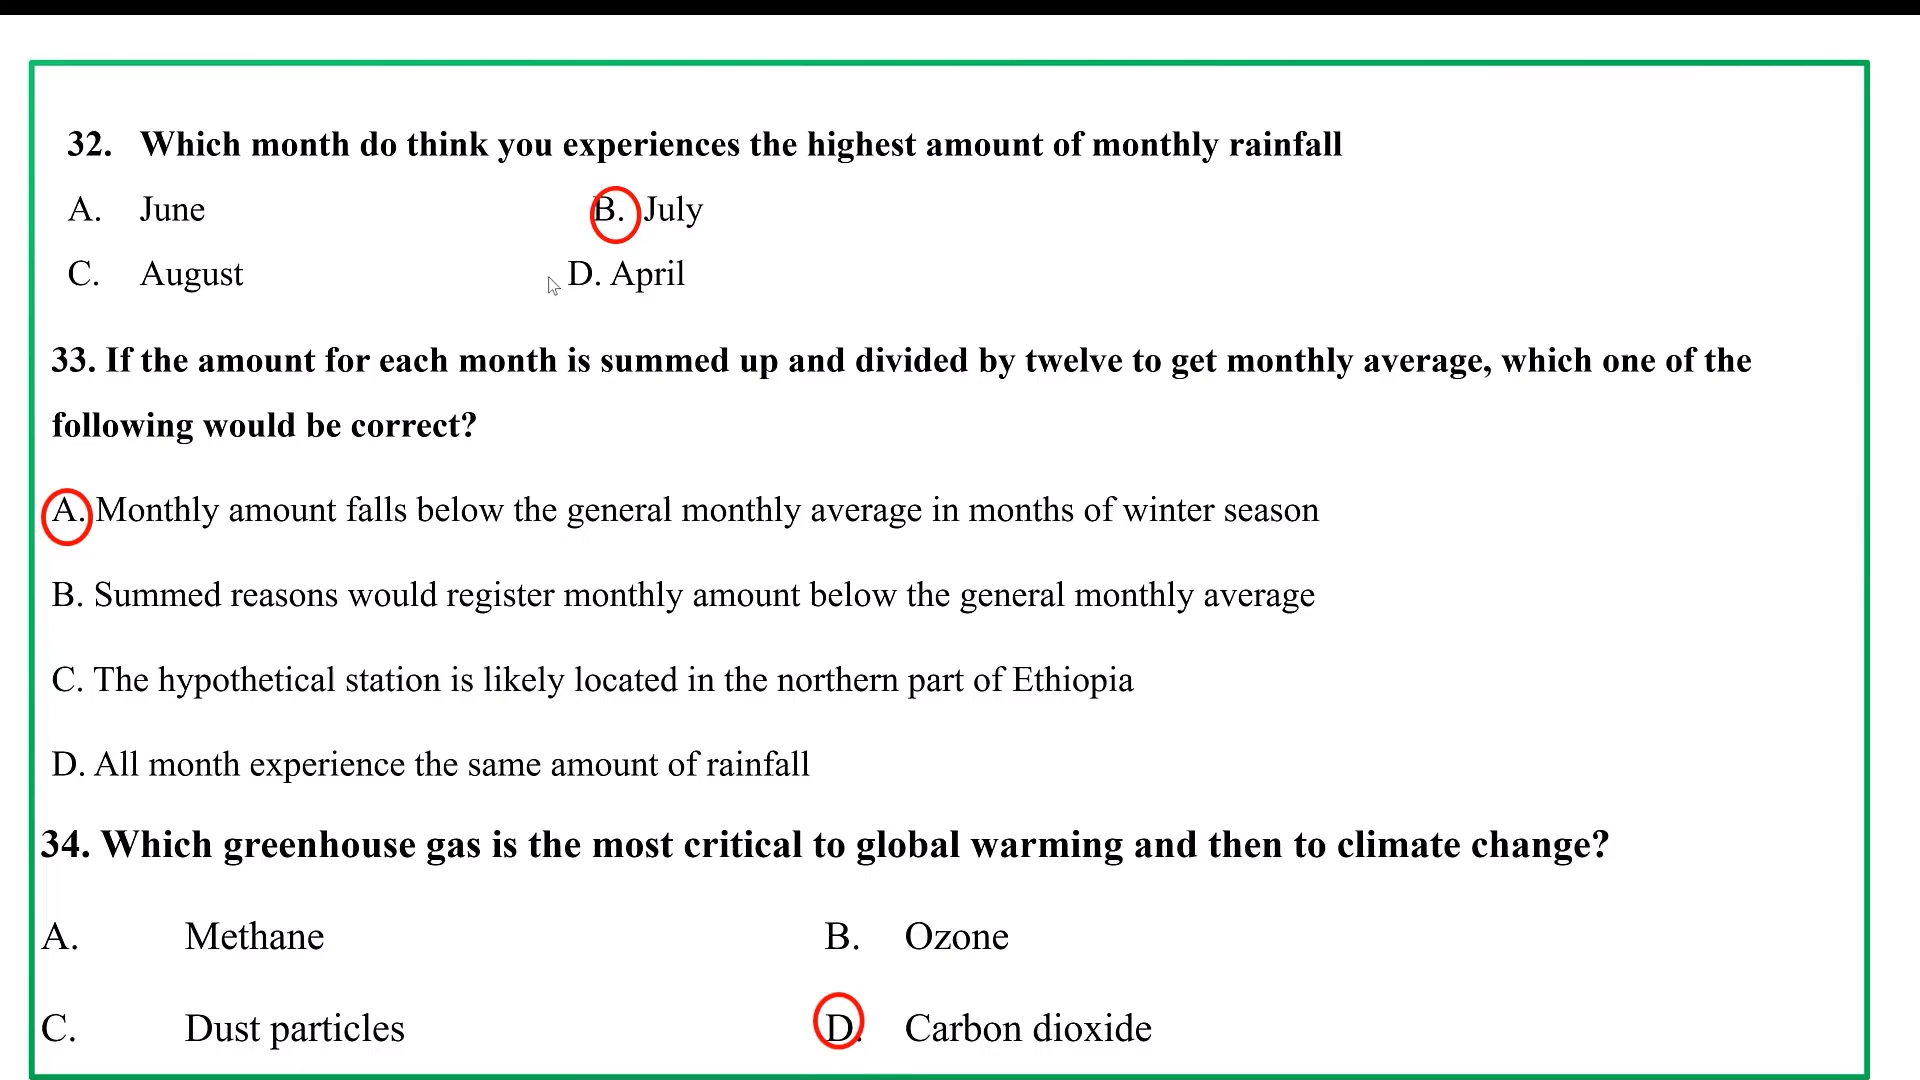 32. Which month do think you experiences the highest amount of monthly rainfall
A. June B. July
C. August D. April
33. If the amount for each month is summed up and divided by twelve to get monthly average, which one of the
following would be correct?
A. Monthly amount falls below the general monthly average in months of winter season
B. Summed reasons would register monthly amount below the general monthly average
C. The hypothetical station is likely located in the northern part of Ethiopia
D. All month experience the same amount of rainfall
34. Which greenhouse gas is the most critical to global warming and then to climate change?
A. Methane B. Ozone
C. Dust particles D. Carbon dioxide